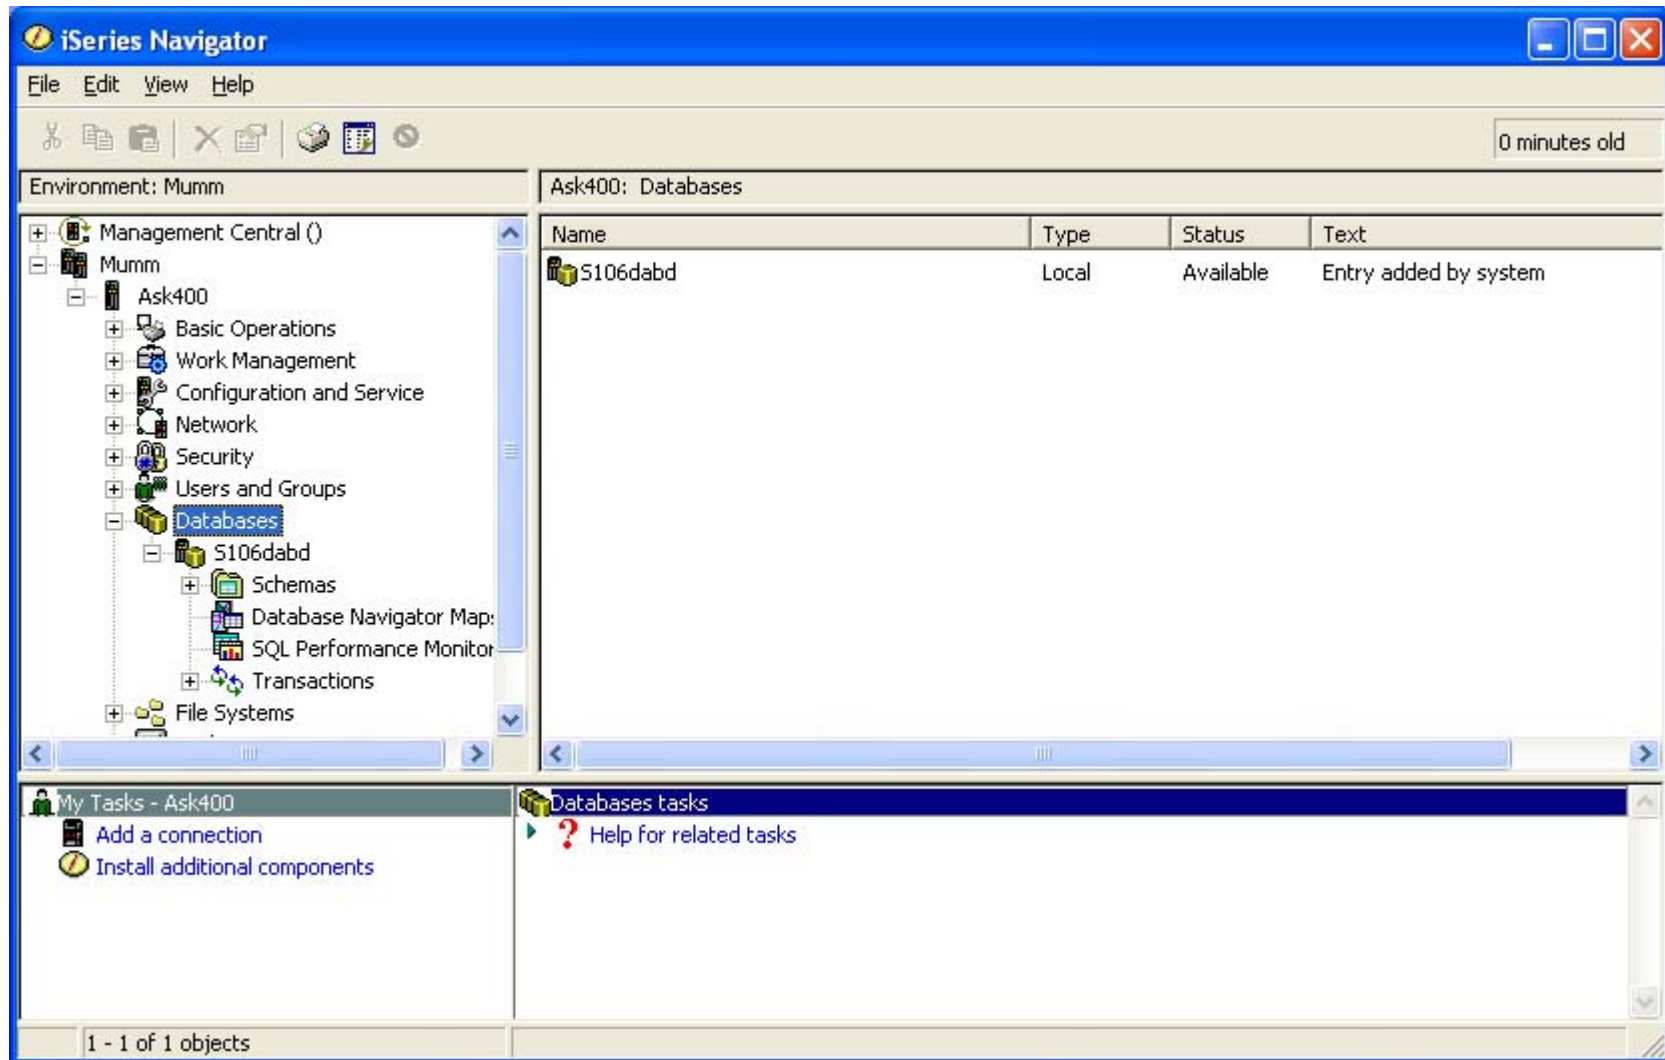 iSeries Navigator
File Edit View Help
0 minutes old
Environment: Mumm
Ask400: Databases
Management Central ()
Mumm
Ask400
Basic Operations
Work Management
Configuration and Service
Network
Security
Users and Groups
Databases
S106dabd
Schemas
Database Navigator Map
SQL Performance Monitor
Transactions
File Systems
Name Type Status Text
S106dabd Local Available Entry added by system
My Tasks - Ask400
Add a connection
Install additional components
Databases tasks
? Help for related tasks
1 - 1 of 1 objects